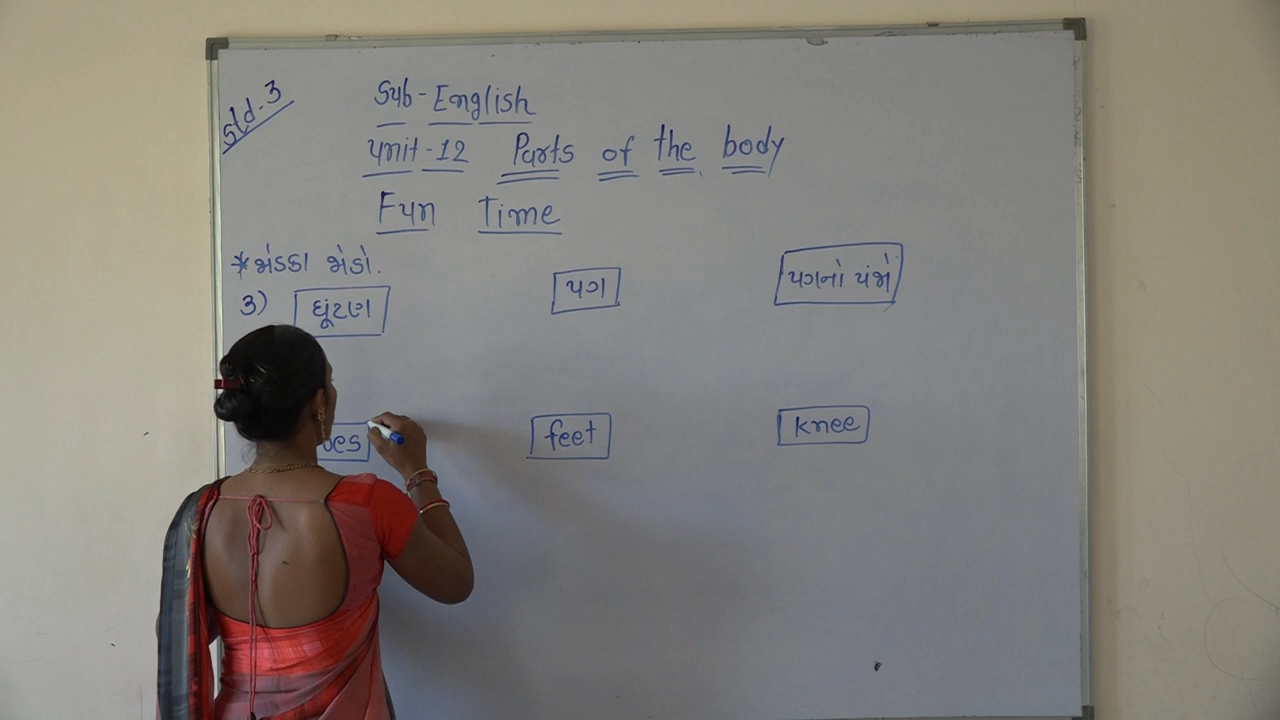 Std-3
Sub-English
Unit-12 Parts of the body
Fun Time
*જોડકા જોડો.
3) ઘૂંટણ પગ પગનો પંજો
feet knee